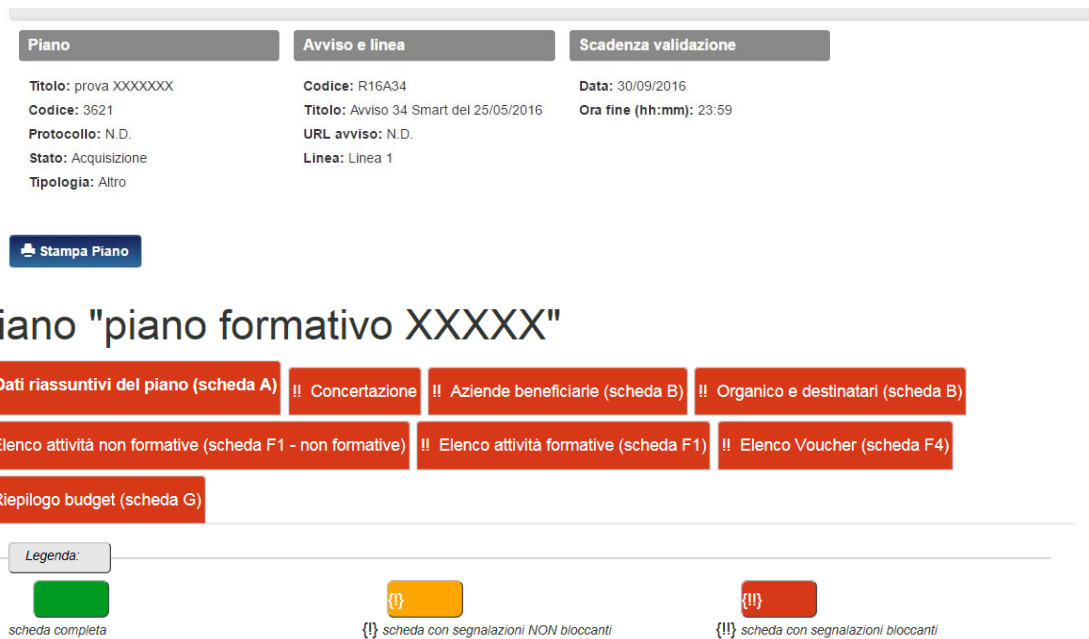 Piano
Avviso e linea
Scadenza validazione
Titolo: prova XXXXXXX
Codice: R16A34
Data: 30/09/2016
Codice: 3621
Titolo: Avviso 34 Smart del 25/05/2016
Ora fine (hh:mm): 23:59
Protocollo: N.D.
URL avviso: N.D.
Stato: Acquisizione
Linea: Linea 1
Tipologia: Altro
Stampa Piano
iano "piano formativo XXXXX"
Dati riassuntivi del piano (scheda A)
!! Concertazione
!! Aziende beneficiarie (scheda B)
!! Organico e destinatari (scheda B)
Elenco attività non formative (scheda F1 - non formative)
!! Elenco attività formative (scheda F1)
!! Elenco Voucher (scheda F4)
Riepilogo budget (scheda G)
Legenda:
{!}
{!!}
scheda completa
{!} scheda con segnalazioni NON bloccanti
{!!} scheda con segnalazioni bloccanti